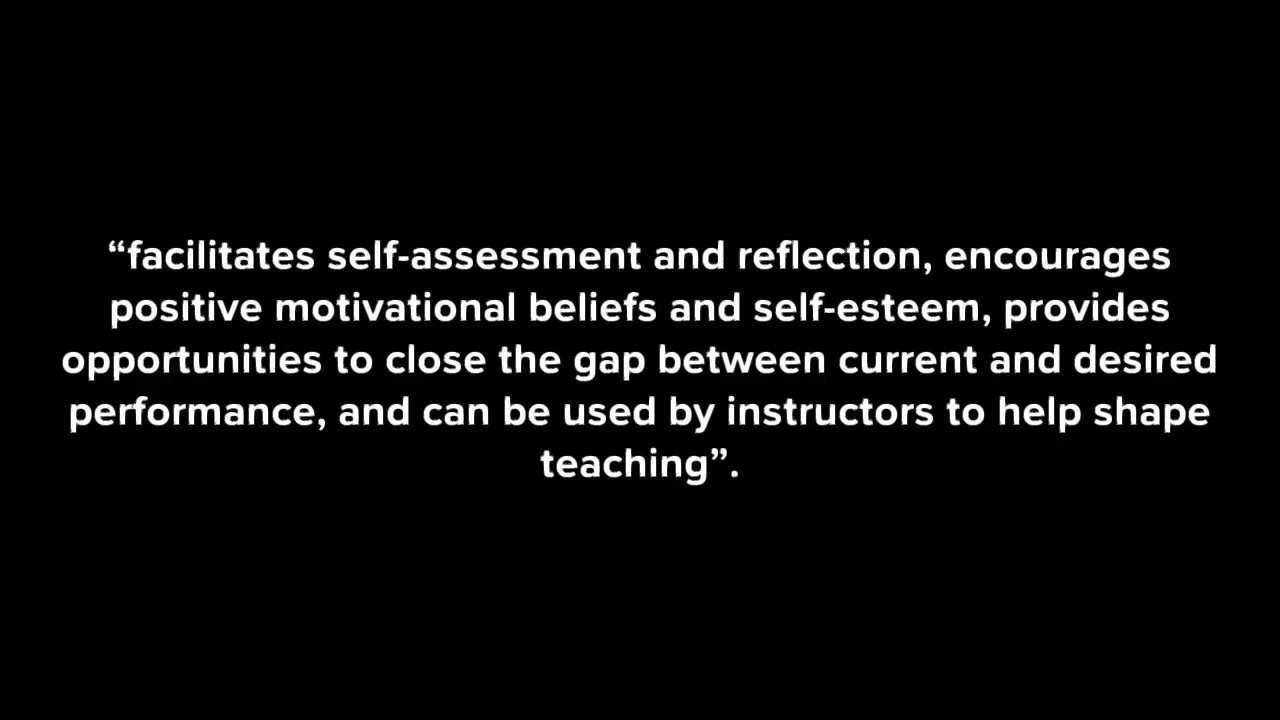 “facilitates self-assessment and reflection, encourages
positive motivational beliefs and self-esteem, provides
opportunities to close the gap between current and desired
performance, and can be used by instructors to help shape
teaching”.